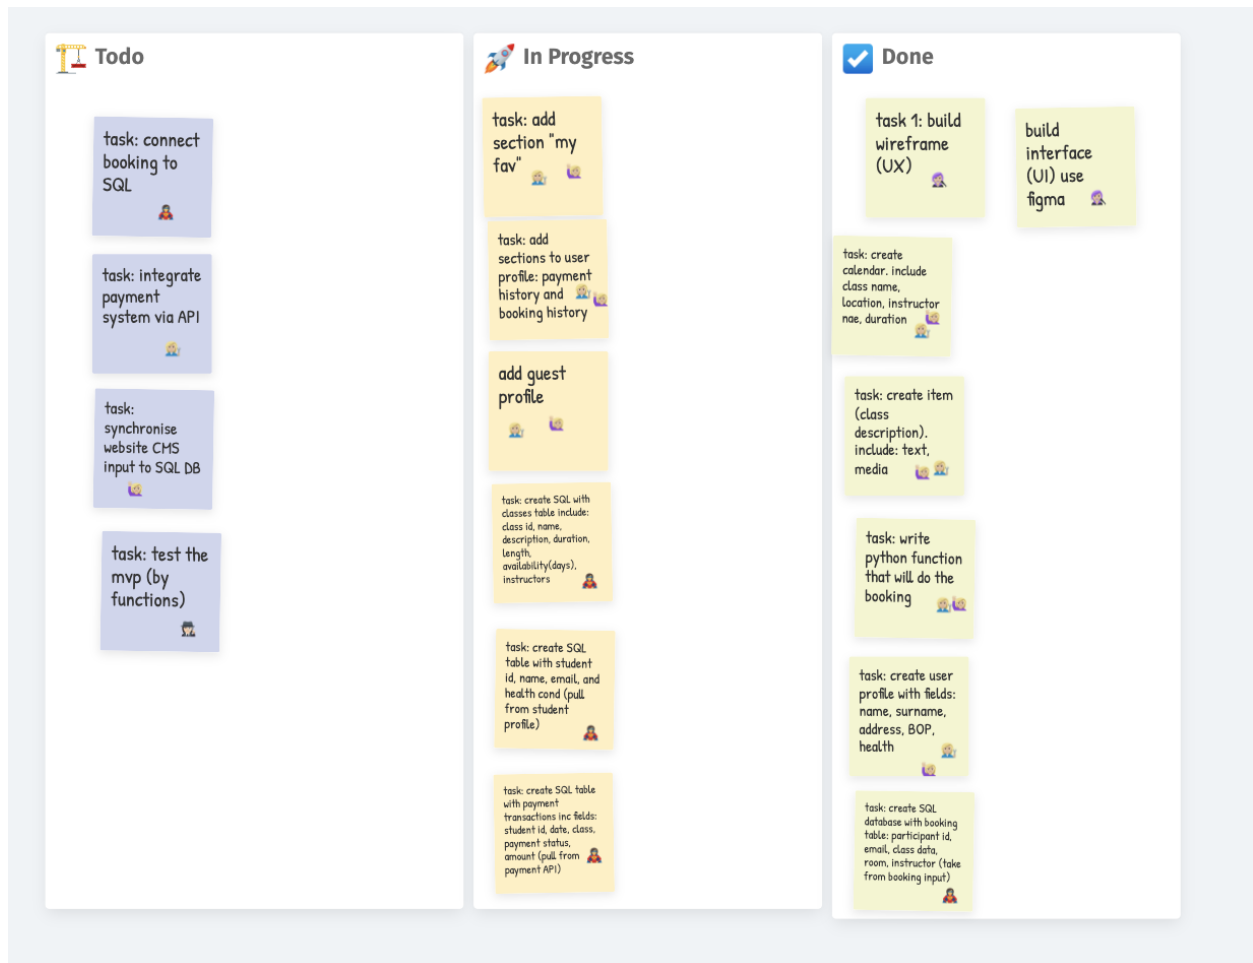 Todo
task: connect
booking to
SQL
task: integrate
payment
system via API
task:
synchronise
website CMS
input to SQL DB
task: test the
mvp (by
functions)
In Progress
task: add
section "my
fav"
task: add
sections to user
profile: payment
history and
booking history
add guest
profile
task: create SQL with
classes table include:
class id, name,
description, duration,
length,
availability(days),
instructors
task: create SQL
table with student
id, name, email, and
health cond (pull
from student
profile)
task: create SQL table
with payment
transactions inc fields:
student id, date, class,
payment status,
amount (pull from
payment API)
Done
task 1: build
wireframe
(UX)
build
interface
(UI) use
figma
task: create
calendar. include
class name,
location, instructor
nae, duration
task: create item
(class
description).
include: text,
media
task: write
python function
that will do the
booking
task: create user
profile with fields:
name, surname,
address, BOP,
health
task: create SQL
database with booking
table: participant id,
email, class data,
room, instructor (take
from booking input)